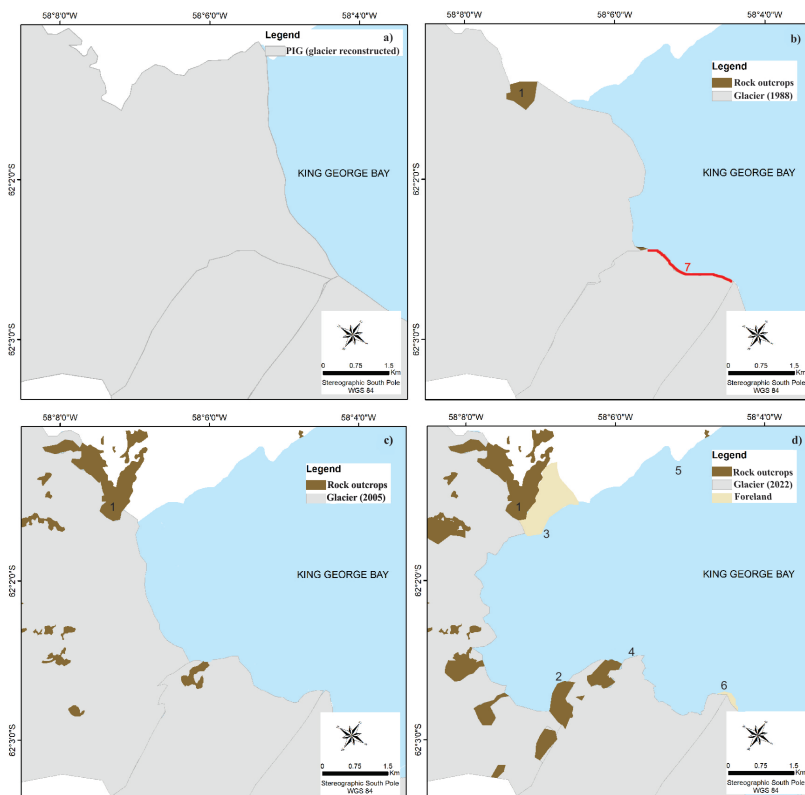 58°8'0"W 58°6'0"W 58°4'0"W
Legend
a)
PIG (glacier reconstructed)
62°2'0"S
KING GEORGE BAY
62°3'0"S
0 0.75 1.5
Km
Stereographic South Pole
WGS 84
58°8'0"W 58°6'0"W 58°4'0"W
b)
Legend
Rock outcrops
Glacier (1988)
1
62°2'0"S
KING GEORGE BAY
7
62°3'0"S
0 0.75 1.5
Km
Stereographic South Pole
WGS 84
58°8'0"W 58°6'0"W 58°4'0"W
c)
Legend
Rock outcrops
Glacier (2005)
1
62°2'0"S
KING GEORGE BAY
62°3'0"S
0 0.75 1.5
Km
Stereographic South Pole
WGS 84
58°8'0"W 58°6'0"W 58°4'0"W
d)
Legend
Rock outcrops
Glacier (2022)
Foreland
5
1
3
62°2'0"S
KING GEORGE BAY
4
2
6
62°3'0"S
0 0.75 1.5
Km
Stereographic South Pole
WGS 84